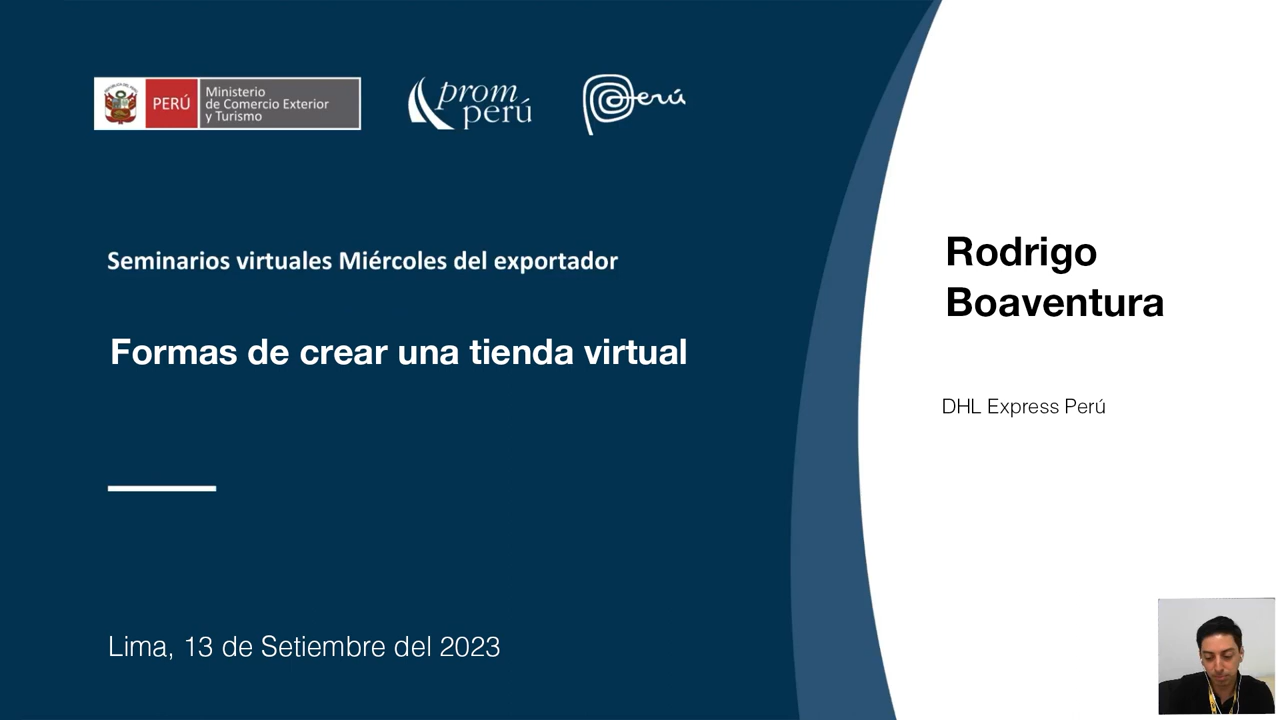 PERÚ
Ministerio
de Comercio Exterior
y Turismo
prom
perú
Perú
Seminarios virtuales Miércoles del exportador
Formas de crear una tienda virtual
Lima, 13 de Setiembre del 2023
Rodrigo
Boaventura
DHL Express Perú